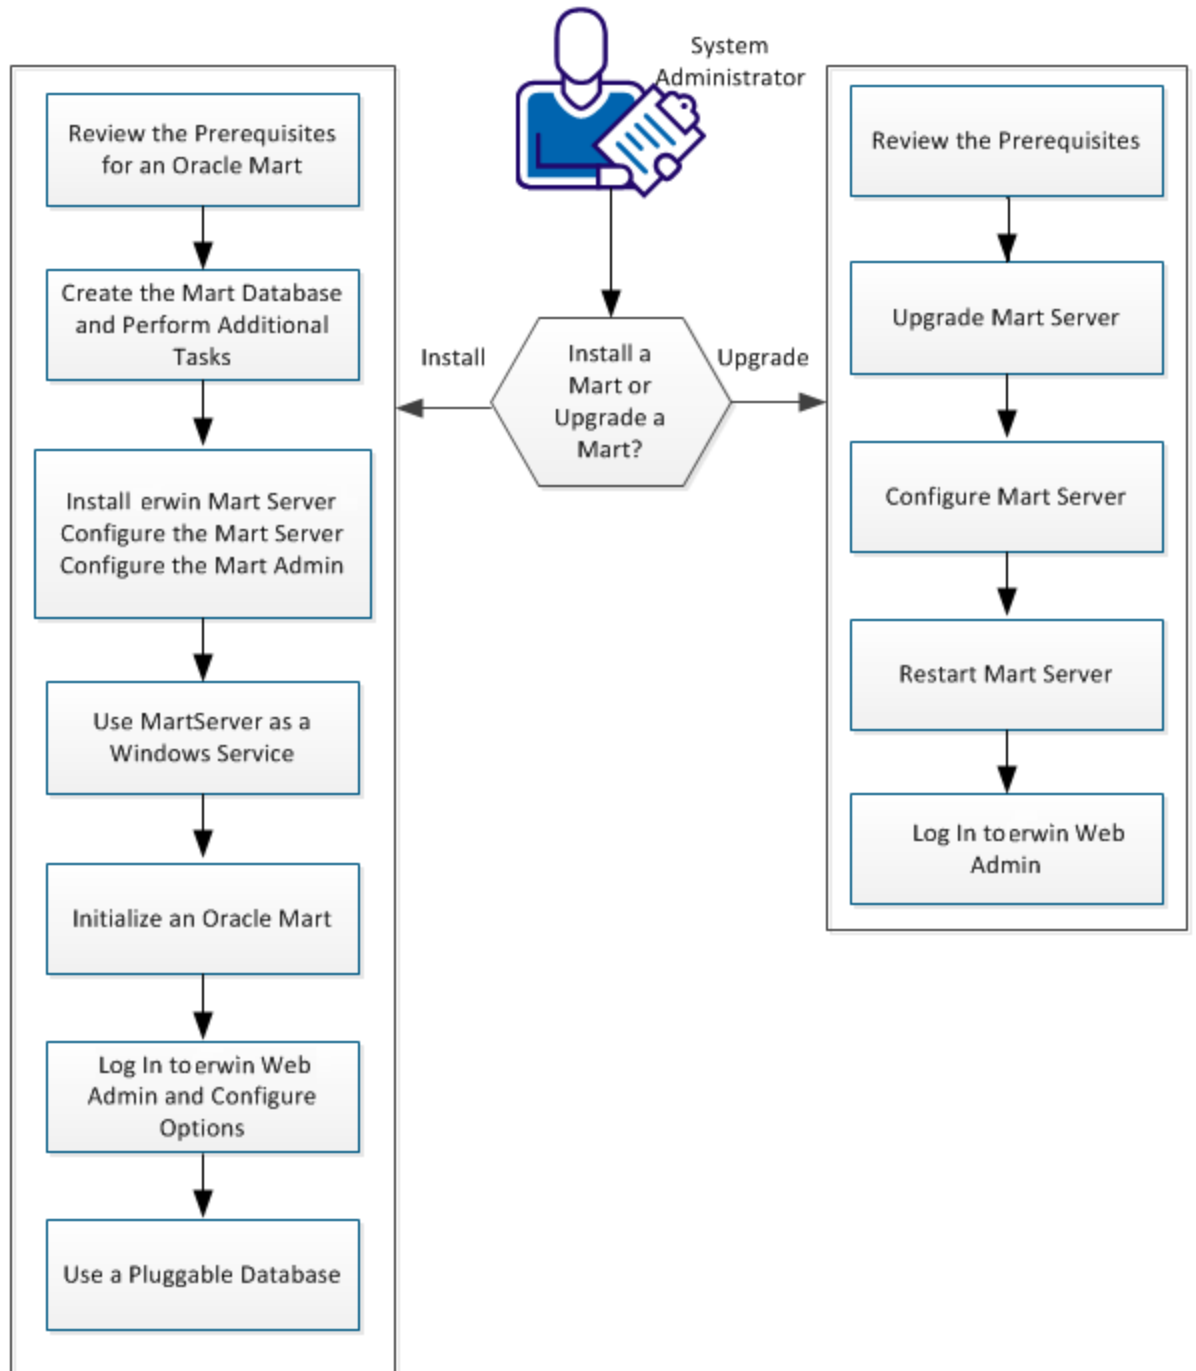 System
Administrator
Install a
Mart or
Upgrade a
Mart?
Install
Upgrade
Review the Prerequisites
for an Oracle Mart
Create the Mart Database
and Perform Additional
Tasks
Install erwin Mart Server
Configure the Mart Server
Configure the Mart Admin
Use MartServer as a
Windows Service
Initialize an Oracle Mart
Log In to erwin Web
Admin and Configure
Options
Use a Pluggable Database
Review the Prerequisites
Upgrade Mart Server
Configure Mart Server
Restart Mart Server
Log In to erwin Web
Admin